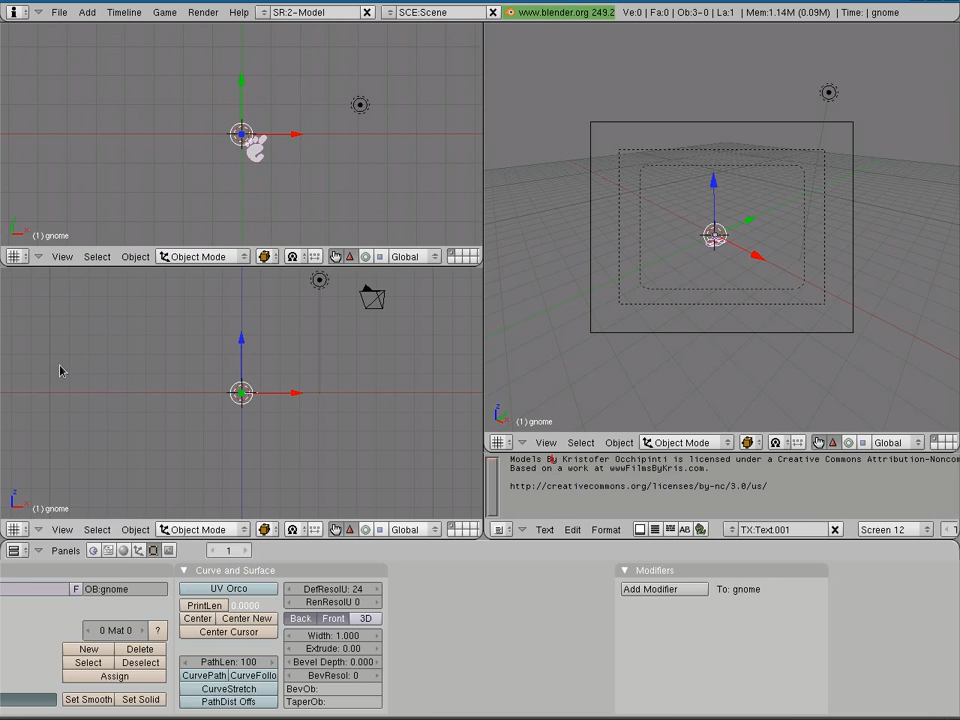 File Add Timeline Game Render Help SR:2-Model SCE:Scene www.blender.org 249.2 Ve:0 | Fa:0 | Ob:3-0 | La:1 | Mem:1.14M (0.09M) | Time: | gnome
(1) gnome
View Select Object Object Mode Global
(1) gnome
View Select Object Object Mode Global
(1) gnome
View Select Object Object Mode Global
Models By Kristofer Occhipinti is licensed under a Creative Commons Attribution-Noncom
Based on a work at wwwFilmsByKris.com.
http://creativecommons.org/licenses/by-nc/3.0/us/
Text Edit Format AB TX:Text.001 Screen 12
Panels 1
F OB:gnome
0 Mat 0 ?
New Delete
Select Deselect
Assign
Set Smooth Set Solid
Curve and Surface
UV Orco
PrintLen 0.0000
Center Center New
Center Cursor
PathLen: 100
CurvePath CurveFollo
CurveStretch
PathDist Offs
DefResolU: 24
RenResolU 0
Back Front 3D
Width: 1.000
Extrude: 0.00
Bevel Depth: 0.000
BevResol: 0
BevOb:
TaperOb:
Modifiers
Add Modifier To: gnome